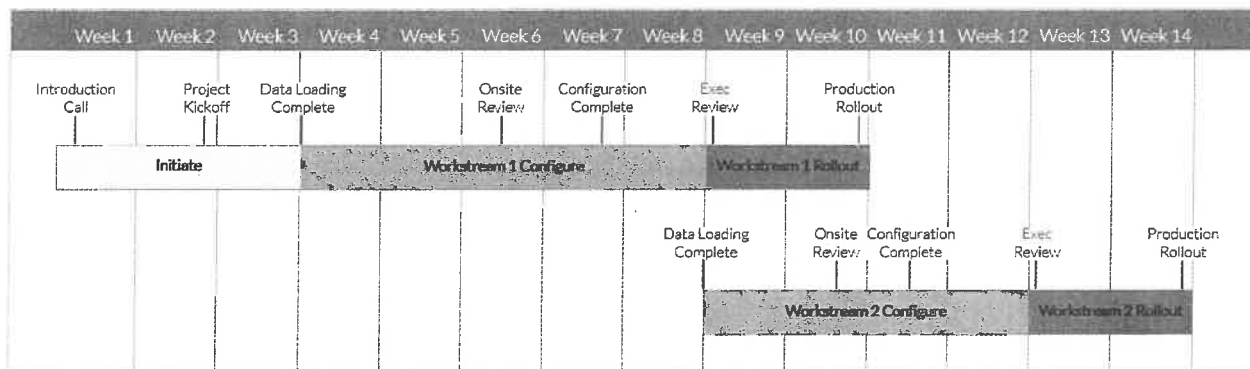 Week 1 Week 2 Week 3 Week 4 Week 5 Week 6 Week 7 Week 8 Week 9 Week 10 Week 11 Week 12 Week 13 Week 14
Introduction Call
Project Kickoff
Data Loading Complete
Onsite Review
Configuration Complete
Exec Review
Production Rollout
Initiate
Workstream 1 Configure
Workstream 1 Rollout
Data Loading Complete
Onsite Review
Configuration Complete
Exec Review
Production Rollout
Workstream 2 Configure
Workstream 2 Rollout